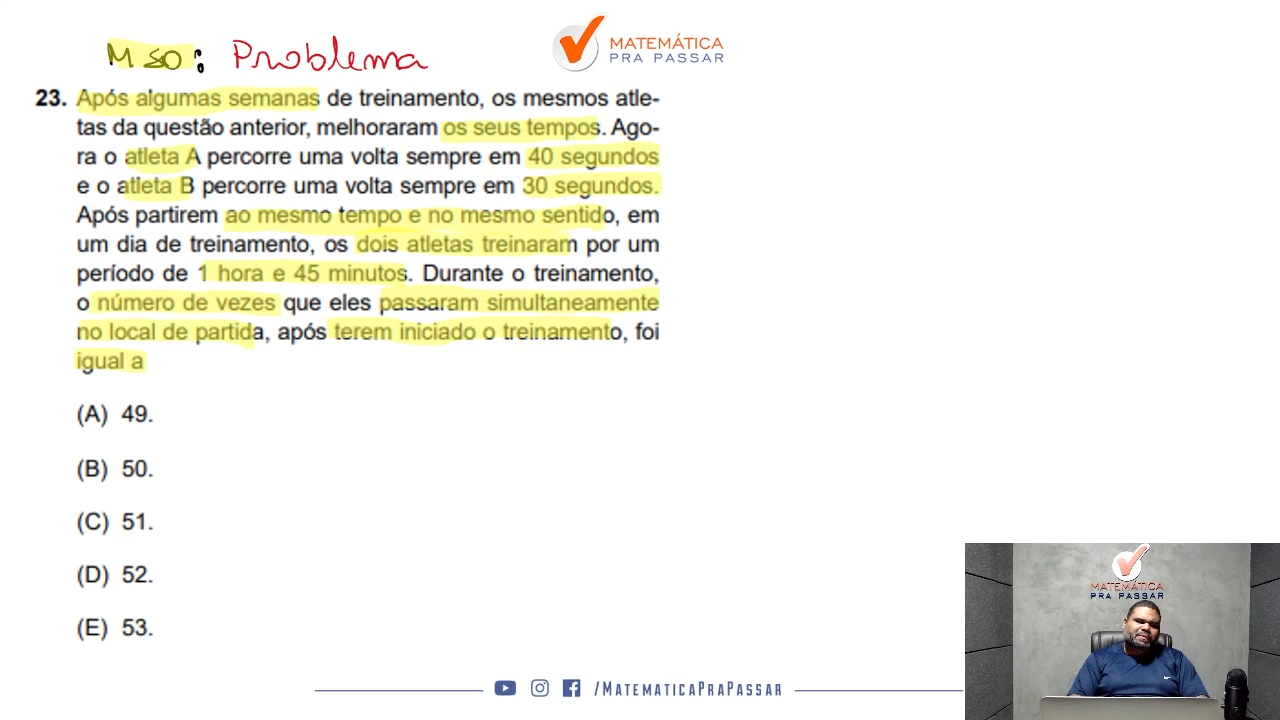 M SO: Problema
MATEMÁTICA
PRA PASSAR
23. Após algumas semanas de treinamento, os mesmos atle-
tas da questão anterior, melhoraram os seus tempos. Ago-
ra o atleta A percorre uma volta sempre em 40 segundos
e o atleta B percorre uma volta sempre em 30 segundos.
Após partirem ao mesmo tempo e no mesmo sentido, em
um dia de treinamento, os dois atletas treinaram por um
período de 1 hora e 45 minutos. Durante o treinamento,
o número de vezes que eles passaram simultaneamente
no local de partida, após terem iniciado o treinamento, foi
igual a
(A) 49.
(B) 50.
(C) 51.
(D) 52.
(E) 53.
MATEMÁTICA
PRA PASSAR
/MATEMATICAPRAPASSAR